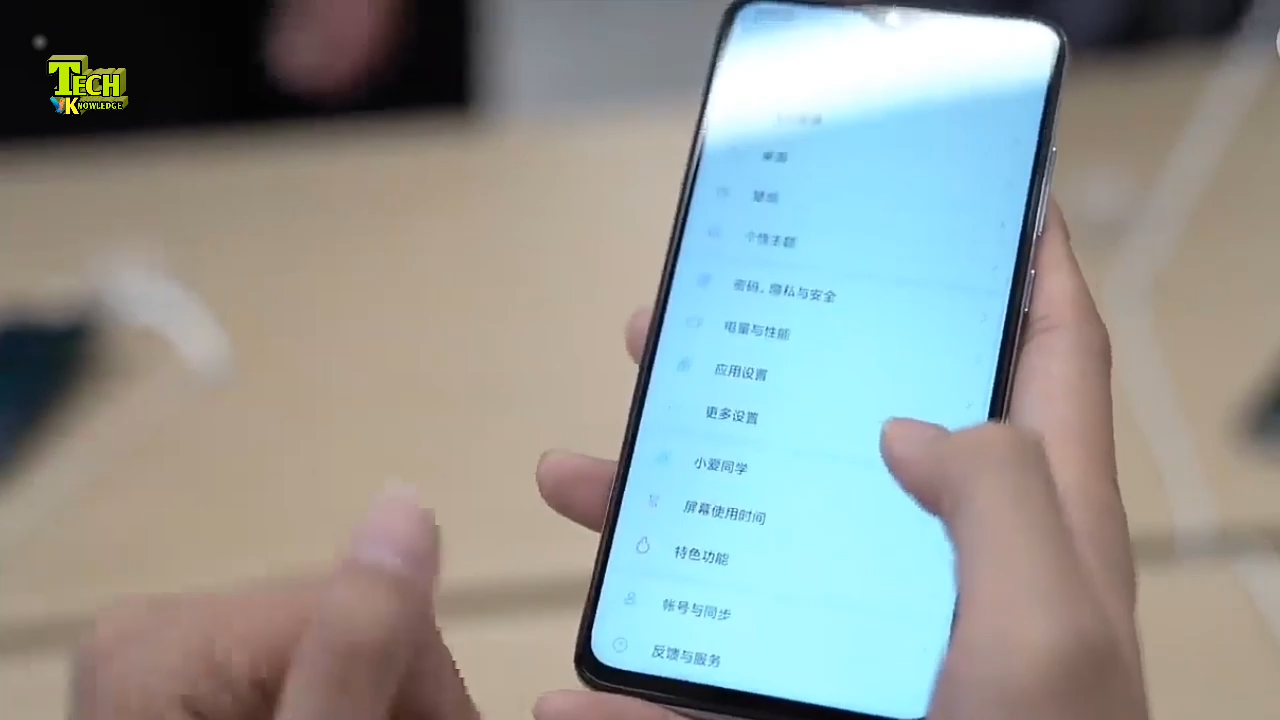 TECH
KNOWLEDGE
桌面
壁纸
个性主题
密码、隐私与安全
电量与性能
应用设置
更多设置
小爱同学
屏幕使用时间
特色功能
帐号与同步
反馈与服务